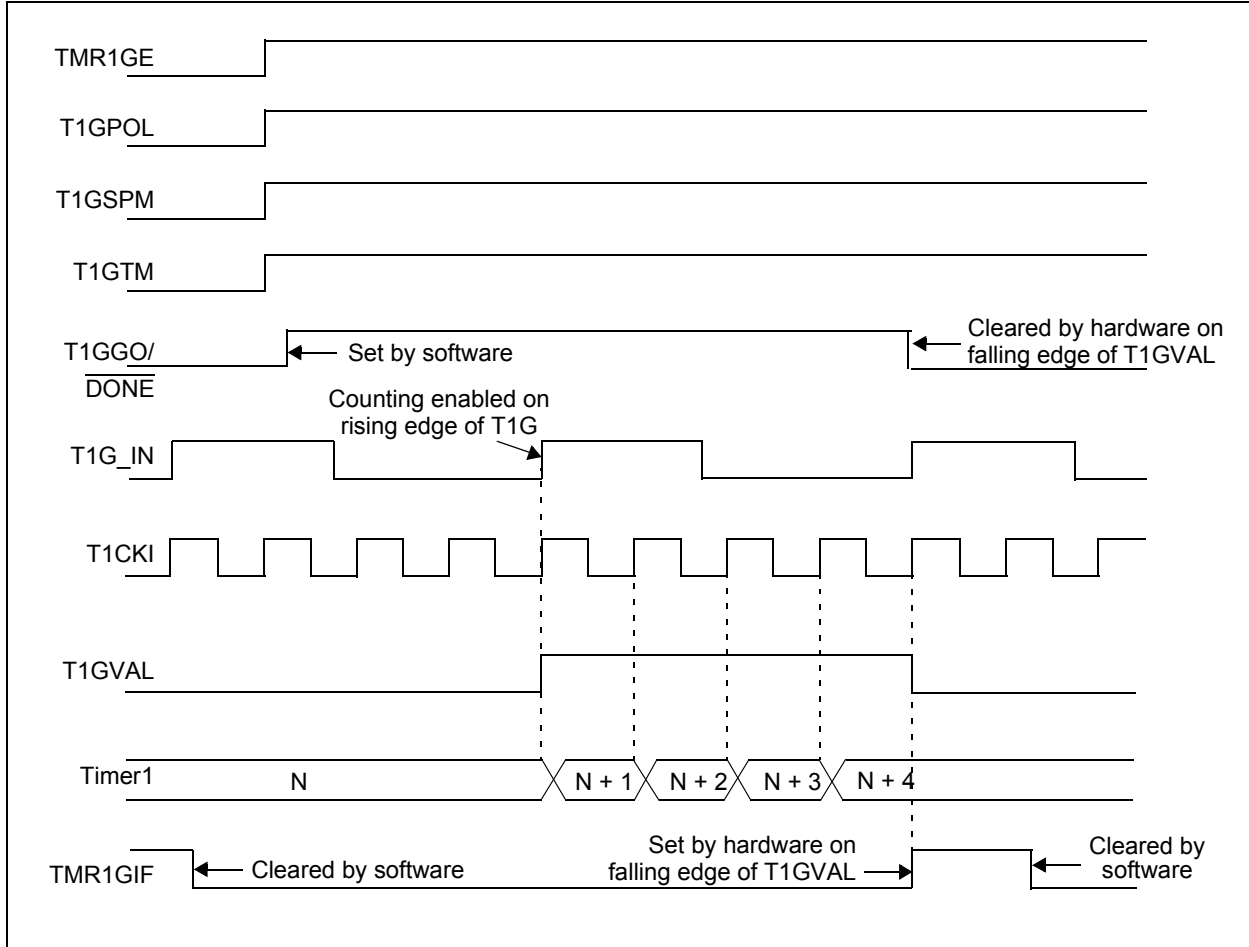 TMR1GE
T1GPOL
T1GSPM
T1GTM
T1GGO/
DONE
Set by software
Cleared by hardware on
falling edge of T1GVAL
Counting enabled on
rising edge of T1G
T1G_IN
T1CKI
T1GVAL
Timer1
N
N + 1
N + 2
N + 3
N + 4
TMR1GIF
Cleared by software
Set by hardware on
falling edge of T1GVAL
Cleared by
software